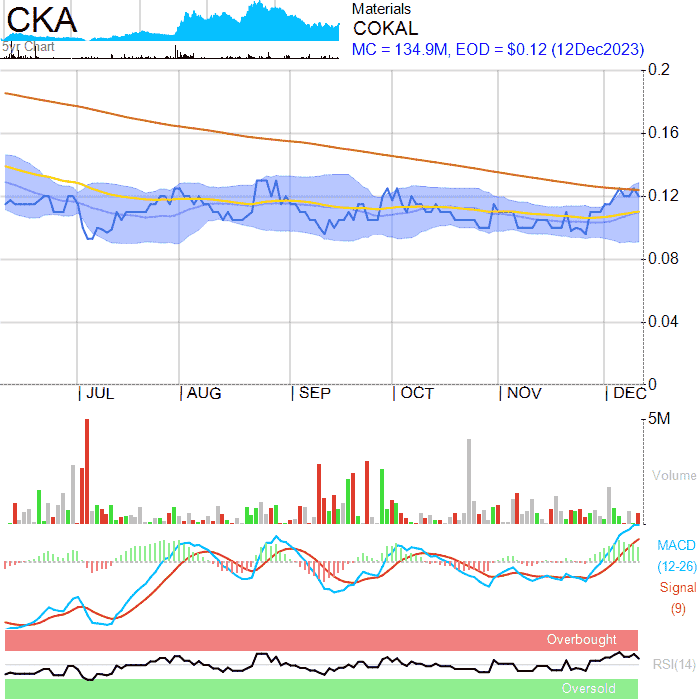 CKA
5yr Chart
Materials
COKAL
MC = 134.9M, EOD = $0.12 (12Dec2023)
0.2
0.16
0.12
0.08
0.04
0
JUL AUG SEP OCT NOV DEC
5M
Volume
MACD
(12-26)
Signal
(9)
Overbought
RSI(14)
Oversold